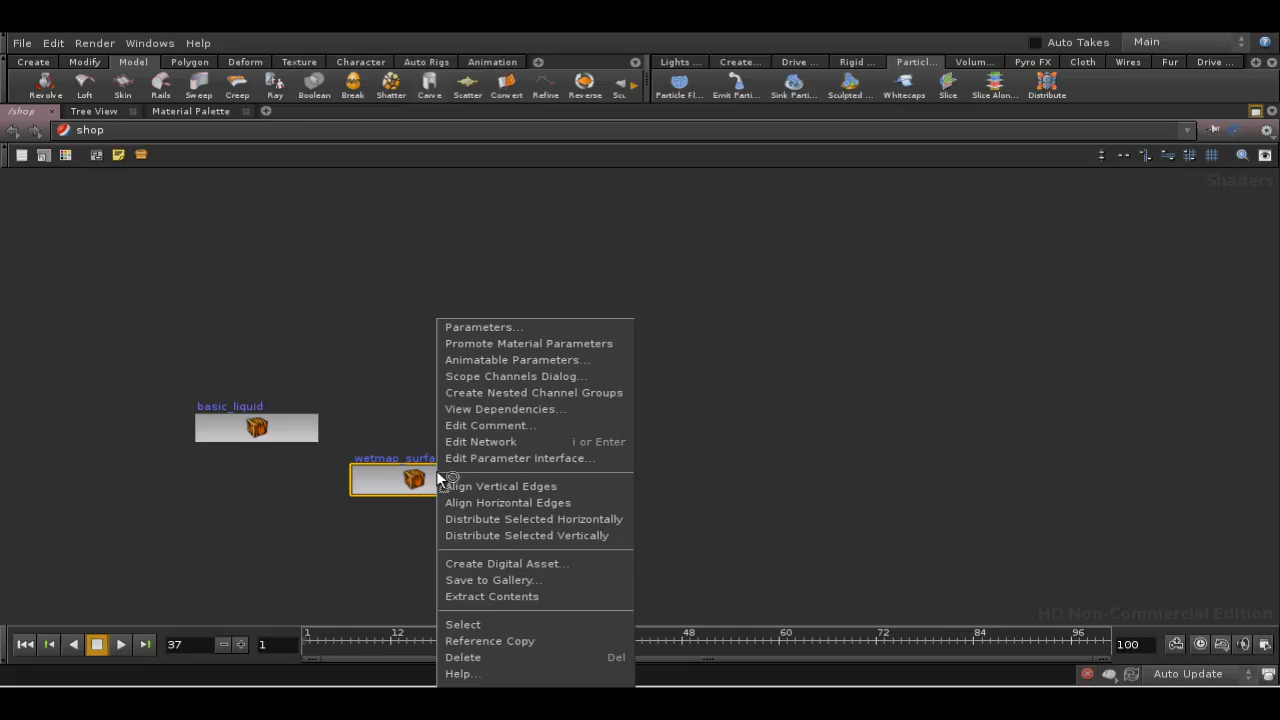 File Edit Render Windows Help Auto Takes Main
Create Modify Model Polygon Deform Texture Character Auto Rigs Animation Lights ... Create... Drive ... Rigid ... Particl... Volum... Pyro FX Cloth Wires Fur Drive ...
Revolve Loft Skin Rails Sweep Creep Ray Boolean Break Shatter Carve Scatter Convert Refine Reverse Particle Fl... Emit Parti... Sink Parti... Sculpted ... Whitecaps Slice Slice Alon... Distribute
/shop Tree View Material Palette
shop
Shaders
Parameters...
Promote Material Parameters
Animatable Parameters...
Scope Channels Dialog...
Create Nested Channel Groups
basic_liquid
View Dependencies...
Edit Comment...
Edit Network i or Enter
wetmap_surfa
Edit Parameter Interface...
Align Vertical Edges
Align Horizontal Edges
Distribute Selected Horizontally
Distribute Selected Vertically
Create Digital Asset...
Save to Gallery...
Extract Contents
HD Non-Commercial Edition
Select
1 12 48 60 72 84 96
37 1 100
Reference Copy
Delete Del
Help...
Auto Update